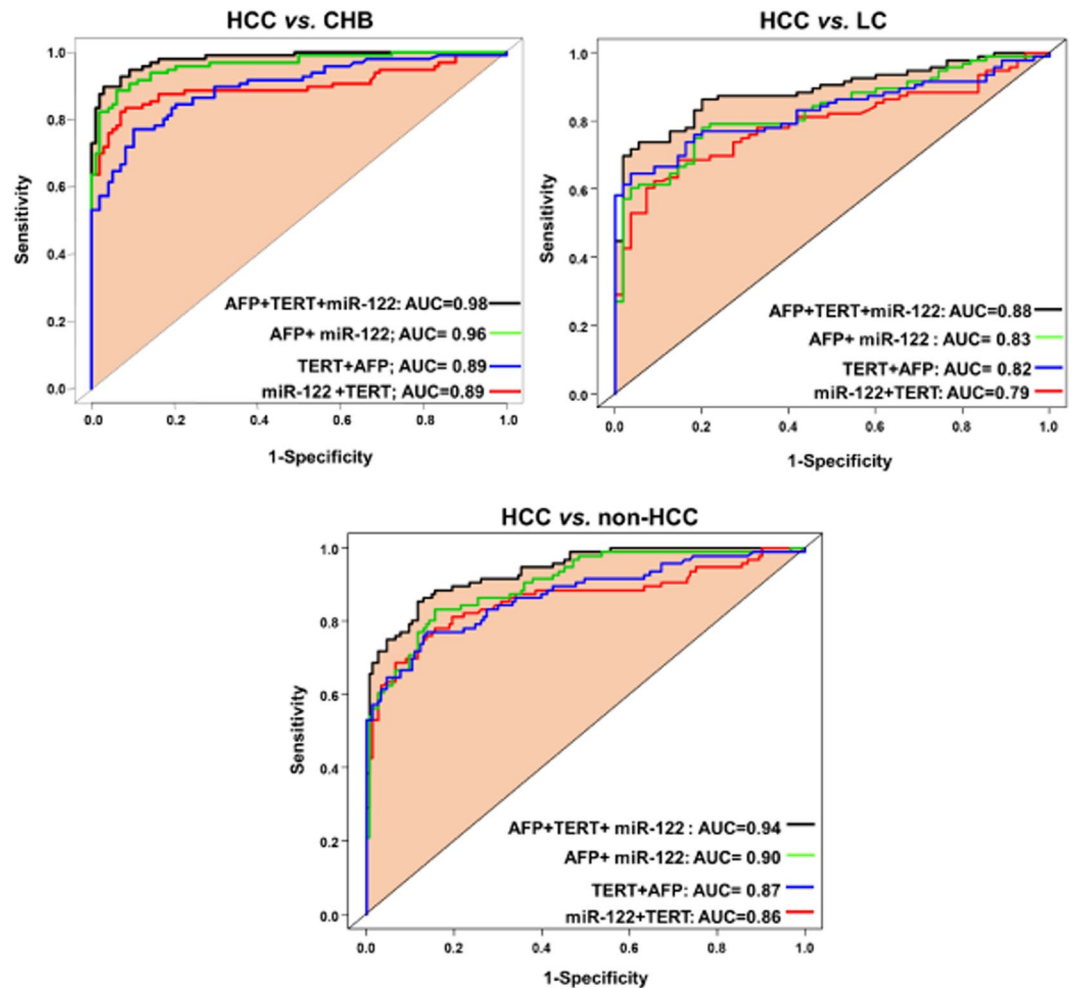 HCC vs. CHB
1.0
0.8
0.6
0.4
0.2
0.0
Sensitivity
AFP+TERT+miR-122: AUC=0.98
AFP+ miR-122; AUC= 0.96
TERT+AFP; AUC= 0.89
miR-122 +TERT; AUC=0.89
0.0 0.2 0.4 0.6 0.8 1.0
1-Specificity
HCC vs. LC
1.0
0.8
0.6
0.4
0.2
0.0
Sensitivity
AFP+TERT+miR-122: AUC=0.88
AFP+ miR-122 : AUC= 0.83
TERT+AFP: AUC= 0.82
miR-122+TERT: AUC=0.79
0.0 0.2 0.4 0.6 0.8 1.0
1-Specificity
HCC vs. non-HCC
1.0
0.8
0.6
0.4
0.2
0.0
Sensitivity
AFP+TERT+ miR-122 : AUC=0.94
AFP+ miR-122: AUC= 0.90
TERT+AFP: AUC= 0.87
miR-122+TERT: AUC=0.86
0.0 0.2 0.4 0.6 0.8 1.0
1-Specificity